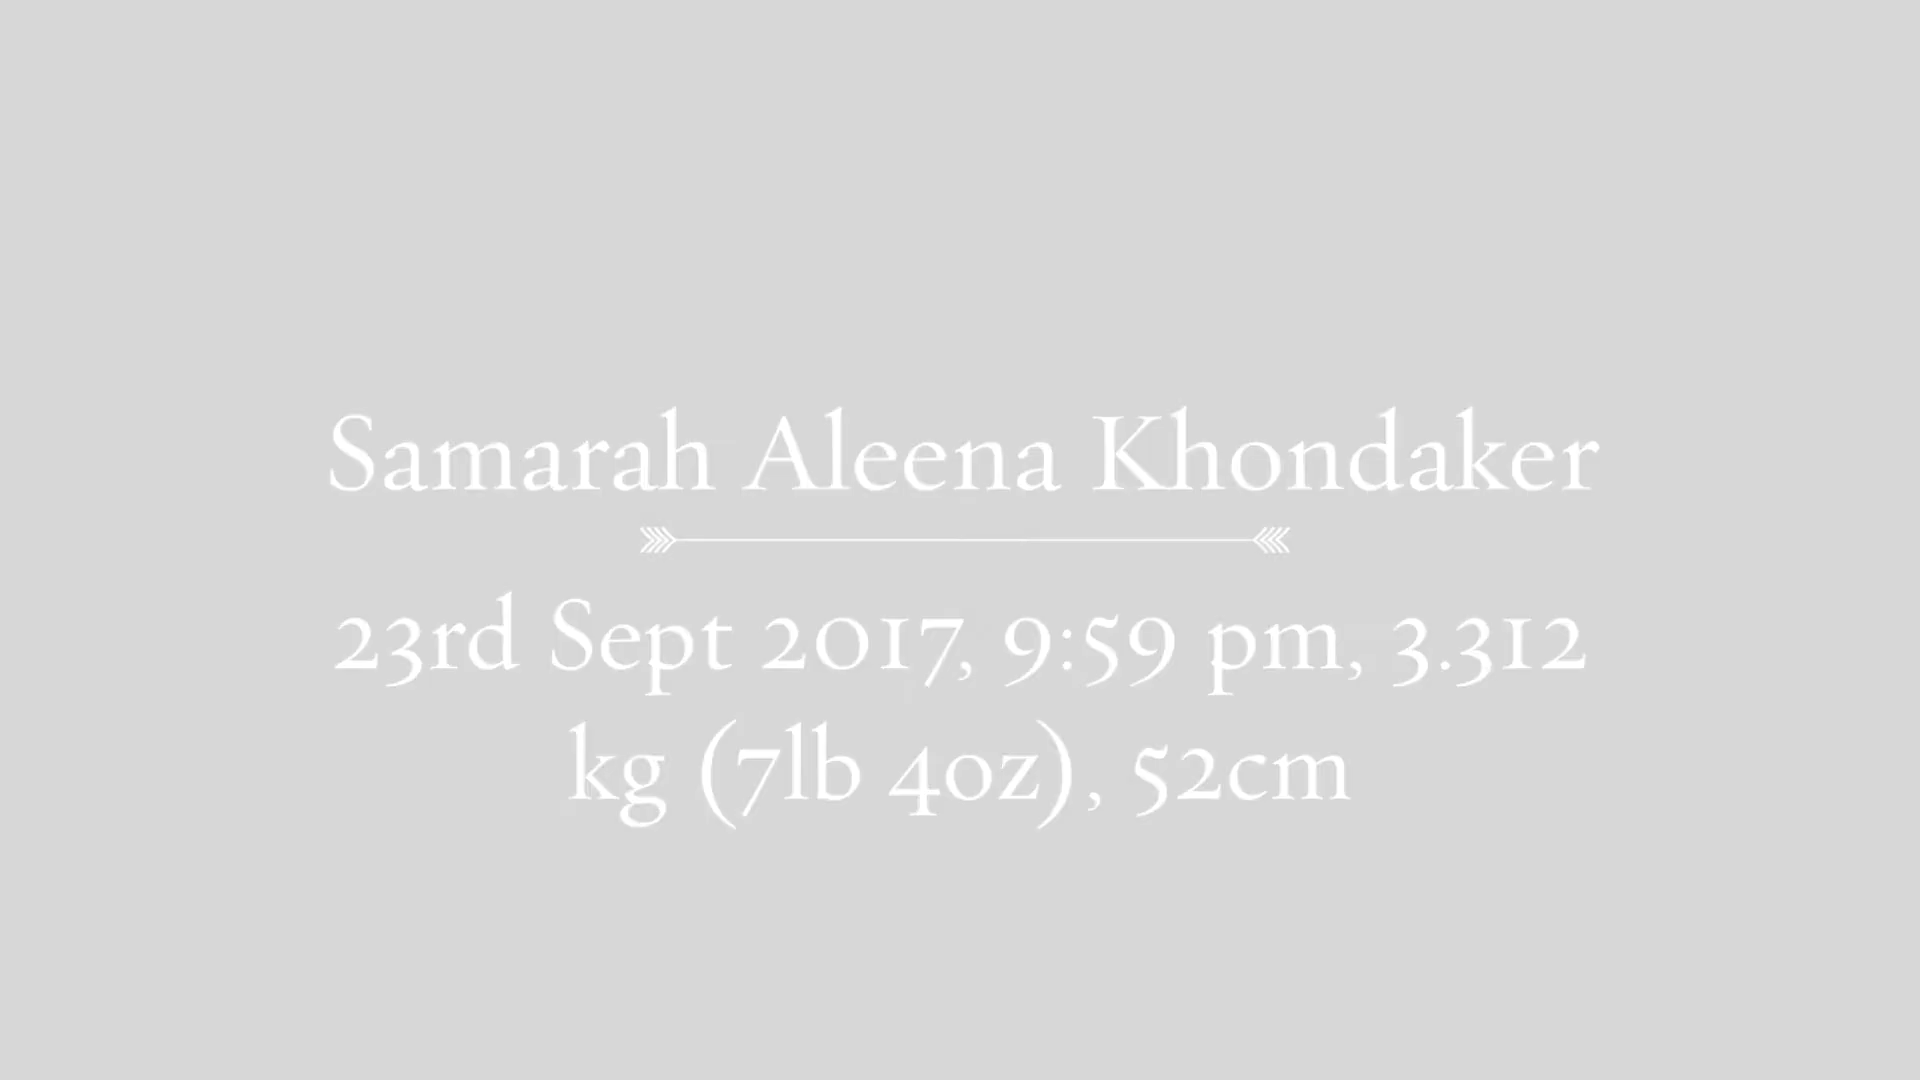 Samarah Aleena Khondaker
23rd Sept 2017, 9:59 pm, 3.312
kg (7lb 4oz), 52cm